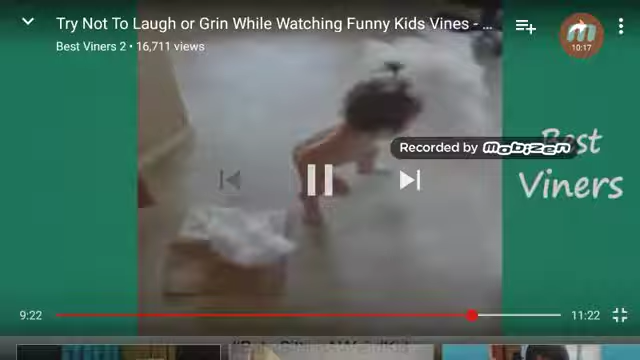 Try Not To Laugh or Grin While Watching Funny Kids Vines - ...
Best Viners 2 • 16,711 views
10:17
Recorded by mobizen
Best
Viners
9:22
11:22